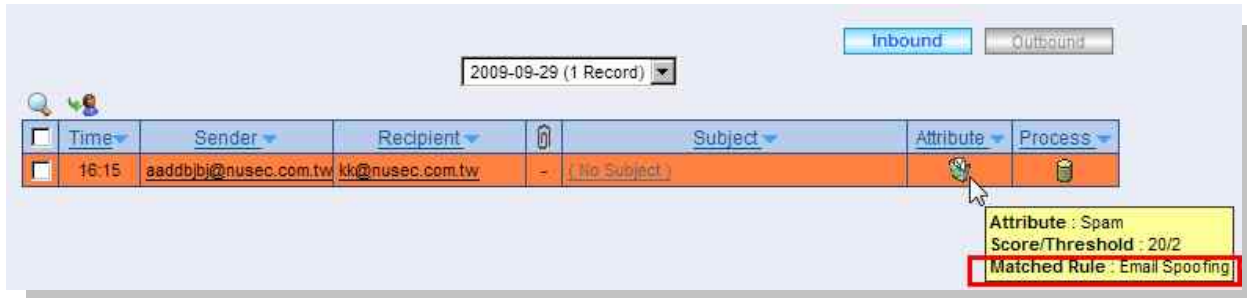 Inbound Outbound
2009-09-29 (1 Record)
Time Sender Recipient Subject Attribute Process
16:15 aaddbjbj@nusec.com.tw kk@nusec.com.tw - ( No Subject )
Attribute : Spam
Score/Threshold : 20/2
Matched Rule : Email Spoofing